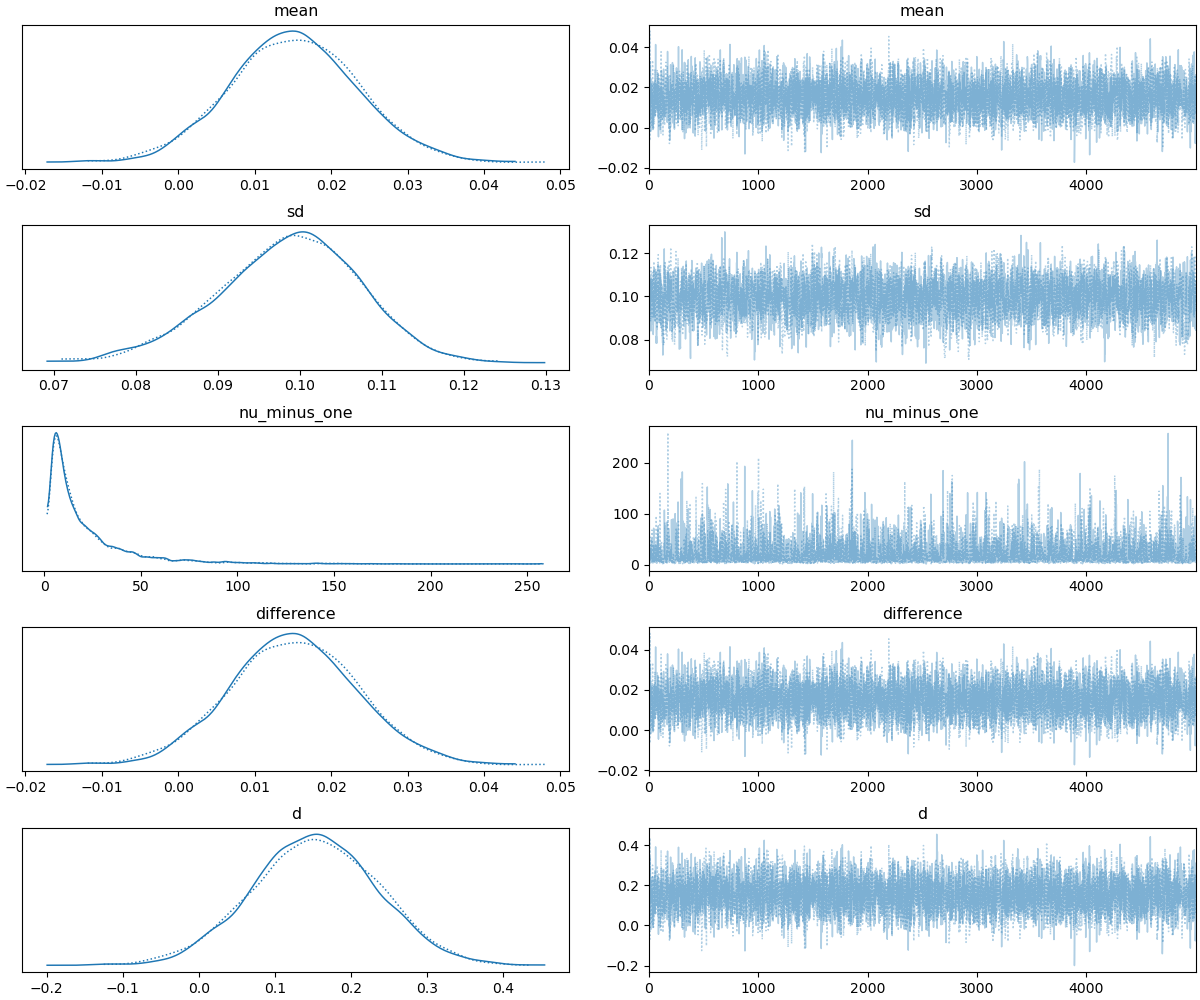 mean
mean
−0.02 −0.01 0.00 0.01 0.02 0.03 0.04 0.05
0.04
0.02
0.00
−0.02
0 1000 2000 3000 4000
sd
sd
0.07 0.08 0.09 0.10 0.11 0.12 0.13
0.12
0.10
0.08
0 1000 2000 3000 4000
nu_minus_one
nu_minus_one
0 50 100 150 200 250
200
100
0
0 1000 2000 3000 4000
difference
difference
−0.02 −0.01 0.00 0.01 0.02 0.03 0.04 0.05
0.04
0.02
0.00
−0.02
0 1000 2000 3000 4000
d
d
−0.2 −0.1 0.0 0.1 0.2 0.3 0.4
0.4
0.2
0.0
−0.2
0 1000 2000 3000 4000